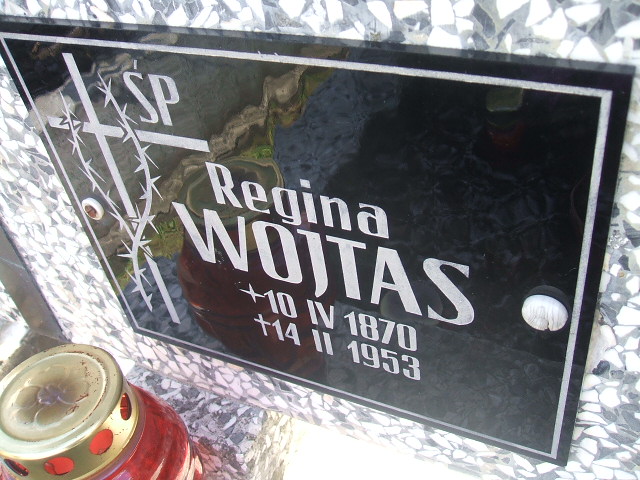 ŚP
Regina
WOJTAS
+10 IV 1870
+14 II 1953